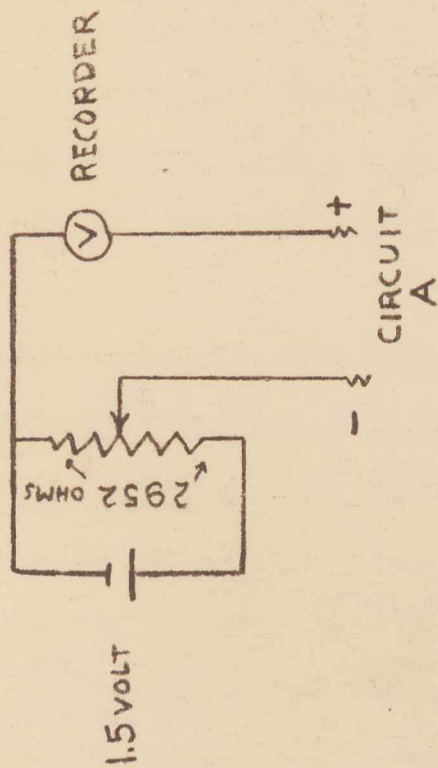 RECORDER
V
1.5 VOLT
2952 OHMS
- +
CIRCUIT
A